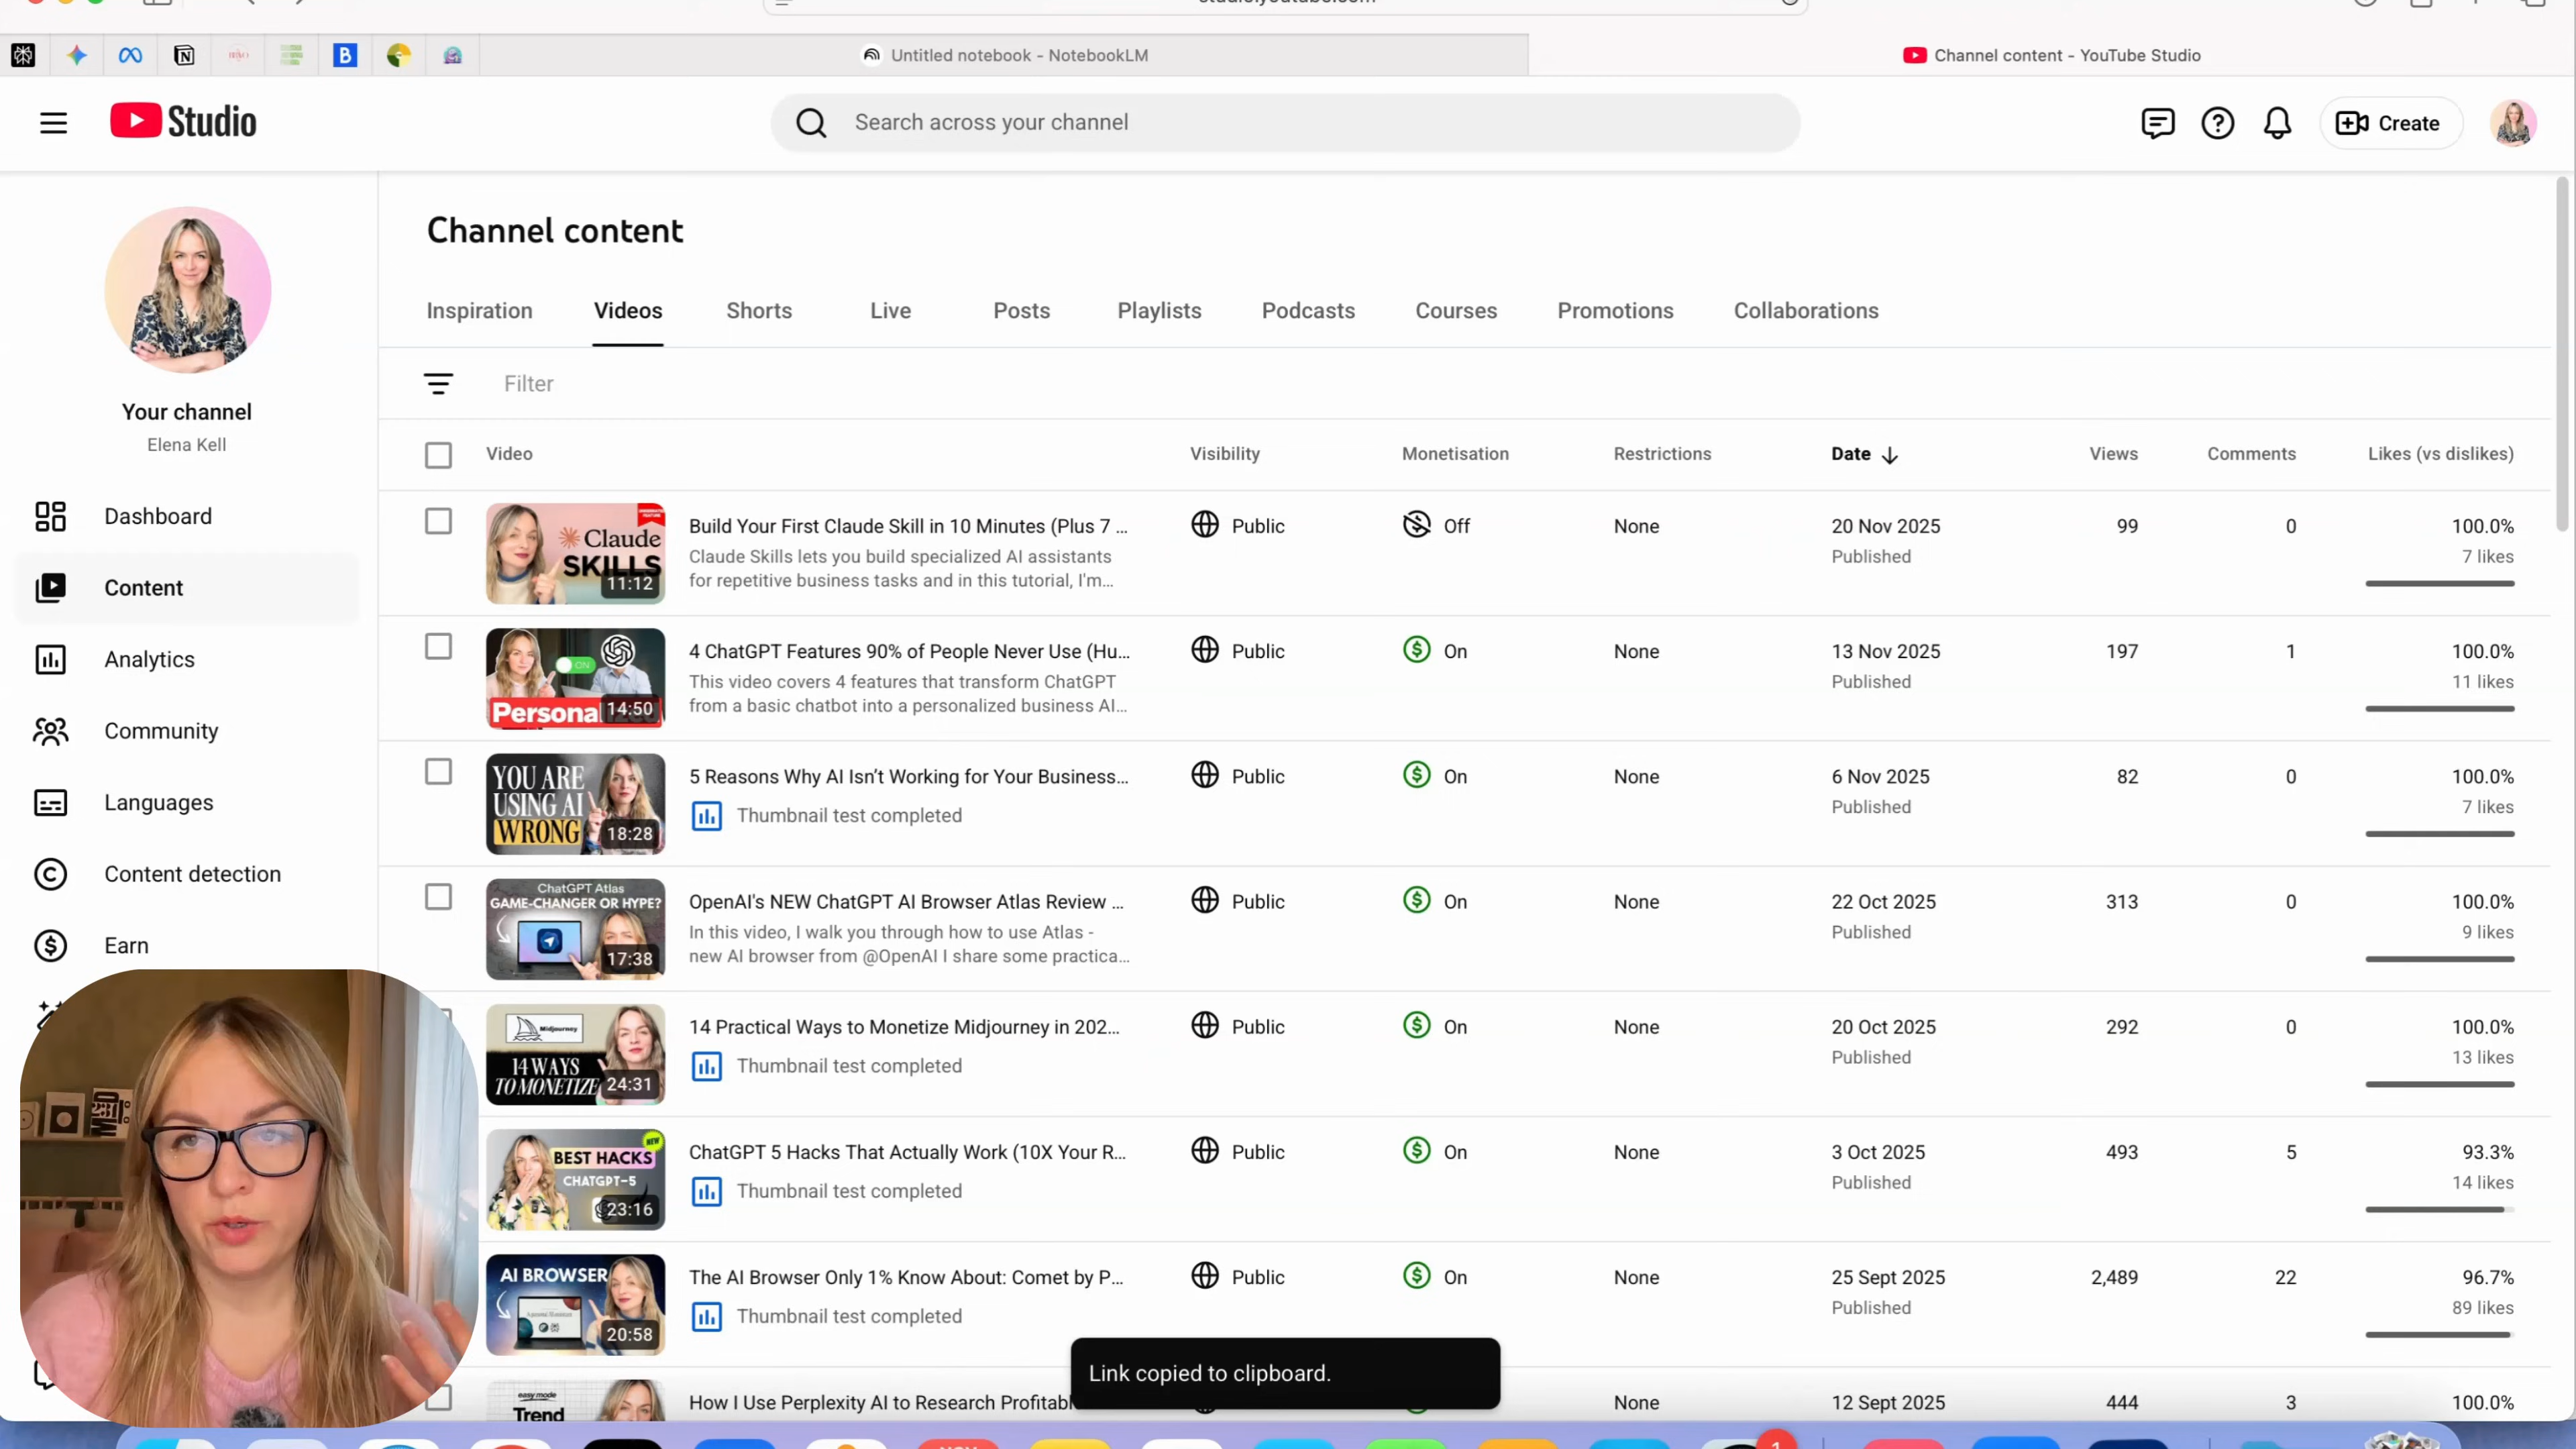 Untitled notebook - NotebookLM
Channel content - YouTube Studio
Studio
Search across your channel
Create
Channel content
Inspiration Videos Shorts Live Posts Playlists Podcasts Courses Promotions Collaborations
Filter
Your channel
Elena Kell
Dashboard
Content
Analytics
Community
Languages
Content detection
Earn
Video Visibility Monetisation Restrictions Date Views Comments Likes (vs dislikes)
Claude
SKILLS
11:12
Build Your First Claude Skill in 10 Minutes (Plus 7 ...
Claude Skills lets you build specialized AI assistants
for repetitive business tasks and in this tutorial, I'm...
Public Off None 20 Nov 2025 99 0 100.0%
Published 7 likes
ON
Persona
14:50
4 ChatGPT Features 90% of People Never Use (Hu...
This video covers 4 features that transform ChatGPT
from a basic chatbot into a personalized business AI...
Public On None 13 Nov 2025 197 1 100.0%
Published 11 likes
YOU ARE
USING AI
WRONG
18:28
5 Reasons Why AI Isn't Working for Your Business...
Thumbnail test completed
Public On None 6 Nov 2025 82 0 100.0%
Published 7 likes
ChatGPT Atlas
GAME-CHANGER OR HYPE?
17:38
OpenAI's NEW ChatGPT AI Browser Atlas Review ...
In this video, I walk you through how to use Atlas -
new AI browser from @OpenAI I share some practica...
Public On None 22 Oct 2025 313 0 100.0%
Published 9 likes
Midjourney
14 WAYS
TO MONETIZE
24:31
14 Practical Ways to Monetize Midjourney in 202...
Thumbnail test completed
Public On None 20 Oct 2025 292 0 100.0%
Published 13 likes
NEW
BEST HACKS
CHATGPT-5
23:16
ChatGPT 5 Hacks That Actually Work (10X Your R...
Thumbnail test completed
Public On None 3 Oct 2025 493 5 93.3%
Published 14 likes
AI BROWSER
20:58
The AI Browser Only 1% Know About: Comet by P...
Thumbnail test completed
Public On None 25 Sept 2025 2,489 22 96.7%
Published 89 likes
Link copied to clipboard.
easy mode
Trend
How I Use Perplexity AI to Research Profitabl
None 12 Sept 2025 444 3 100.0%
1